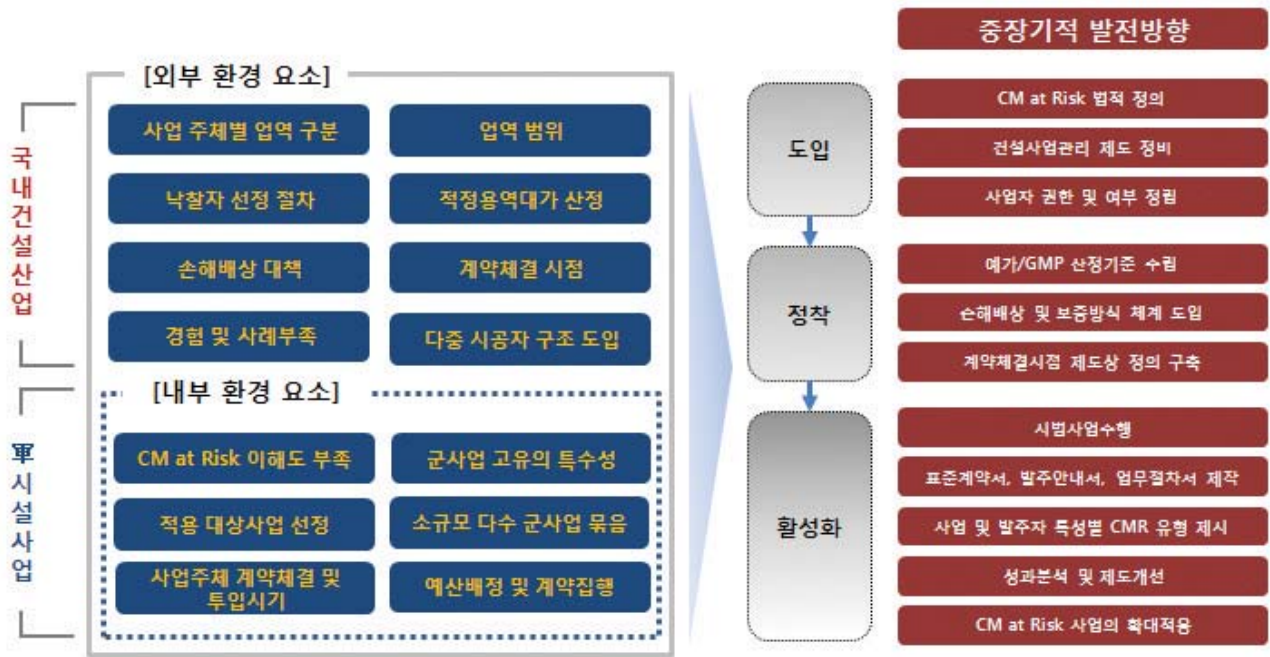 중장기적 발전방향
[외부 환경 요소]
국내건설산업
사업 주체별 업역 구분
업역 범위
낙찰자 선정 절차
적정용역대가 산정
손해배상 대책
계약체결 시점
경험 및 사례부족
다중 시공자 구조 도입
[내부 환경 요소]
軍시설사업
CM at Risk 이해도 부족
군사업 고유의 특수성
적용 대상사업 선정
소규모 다수 군사업 묶음
사업주체 계약체결 및
투입시기
예산배정 및 계약집행
도입
CM at Risk 법적 정의
건설사업관리 제도 정비
사업자 권한 및 여부 정립
정착
예가/GMP 산정기준 수립
손해배상 및 보증방식 체계 도입
계약체결시점 제도상 정의 구축
활성화
시범사업수행
표준계약서, 발주안내서, 업무절차서 제작
사업 및 발주자 특성별 CMR 유형 제시
성과분석 및 제도개선
CM at Risk 사업의 확대적용